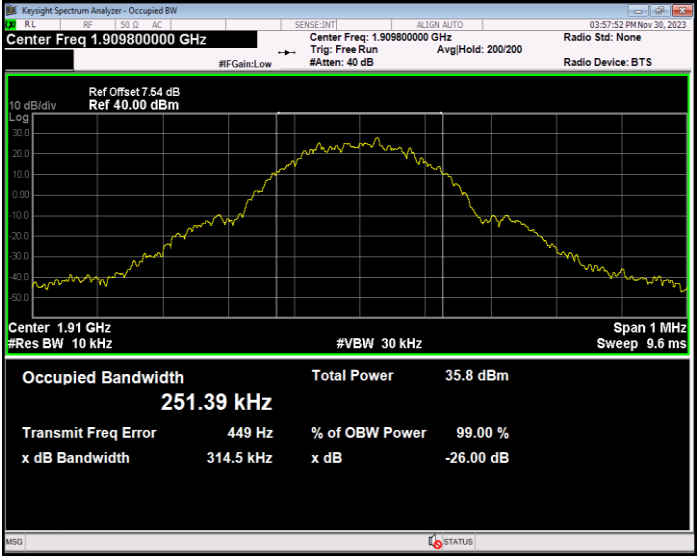 Keysight Spectrum Analyzer - Occupied BW
RL RF 50 Ω AC SENSE:INT ALIGN AUTO 03:57:52 PM Nov 30, 2023
Center Freq 1.909800000 GHz Center Freq: 1.909800000 GHz Radio Std: None
Trig: Free Run Avg|Hold: 200/200
#IFGain:Low #Atten: 40 dB Radio Device: BTS
Ref Offset 7.54 dB
10 dB/div Ref 40.00 dBm
Log
30.0
20.0
10.0
0.00
-10.0
-20.0
-30.0
-40.0
-50.0
Center 1.91 GHz Span 1 MHz
#Res BW 10 kHz #VBW 30 kHz Sweep 9.6 ms
Occupied Bandwidth Total Power 35.8 dBm
251.39 kHz
Transmit Freq Error 449 Hz % of OBW Power 99.00 %
x dB Bandwidth 314.5 kHz x dB -26.00 dB
MSG STATUS